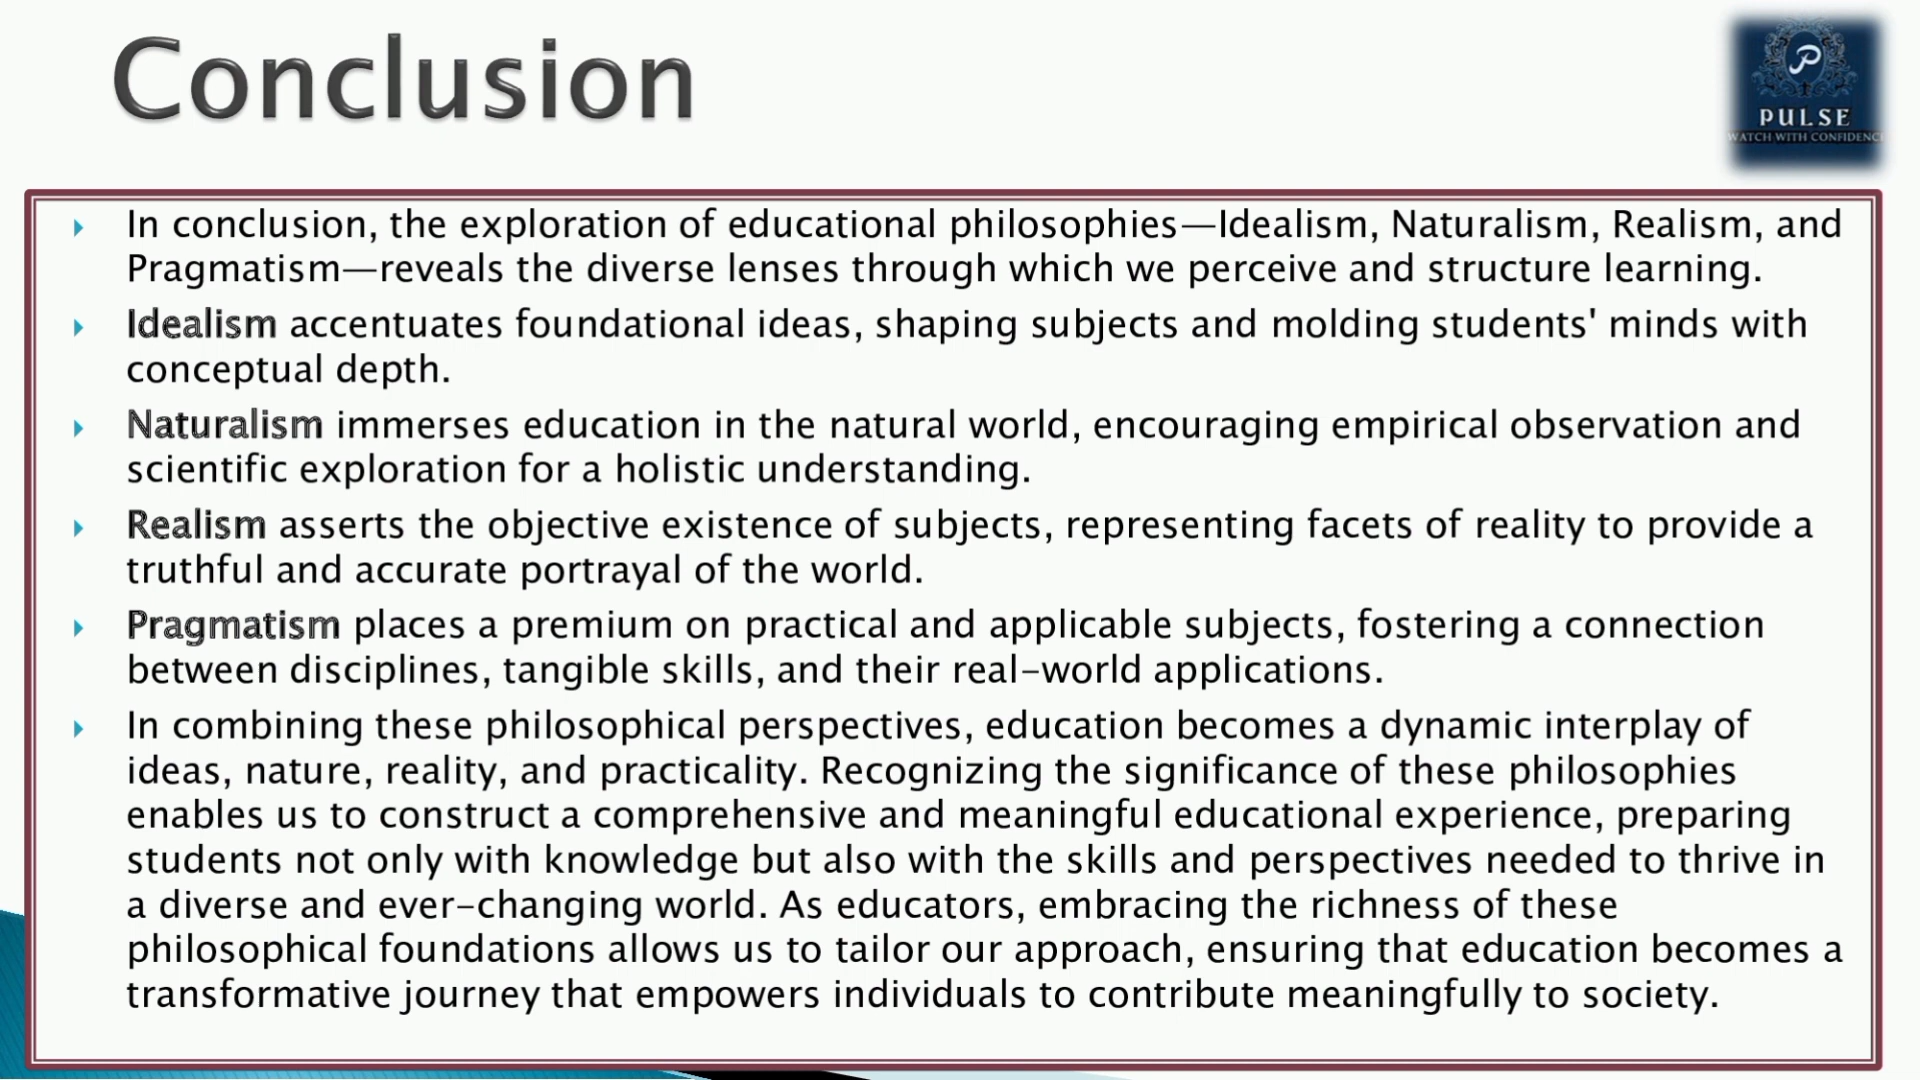 Conclusion
P
PULSE
WATCH WITH CONFIDENC
In conclusion, the exploration of educational philosophies—Idealism, Naturalism, Realism, and
Pragmatism—reveals the diverse lenses through which we perceive and structure learning.
Idealism accentuates foundational ideas, shaping subjects and molding students' minds with
conceptual depth.
Naturalism immerses education in the natural world, encouraging empirical observation and
scientific exploration for a holistic understanding.
Realism asserts the objective existence of subjects, representing facets of reality to provide a
truthful and accurate portrayal of the world.
Pragmatism places a premium on practical and applicable subjects, fostering a connection
between disciplines, tangible skills, and their real-world applications.
In combining these philosophical perspectives, education becomes a dynamic interplay of
ideas, nature, reality, and practicality. Recognizing the significance of these philosophies
enables us to construct a comprehensive and meaningful educational experience, preparing
students not only with knowledge but also with the skills and perspectives needed to thrive in
a diverse and ever-changing world. As educators, embracing the richness of these
philosophical foundations allows us to tailor our approach, ensuring that education becomes a
transformative journey that empowers individuals to contribute meaningfully to society.